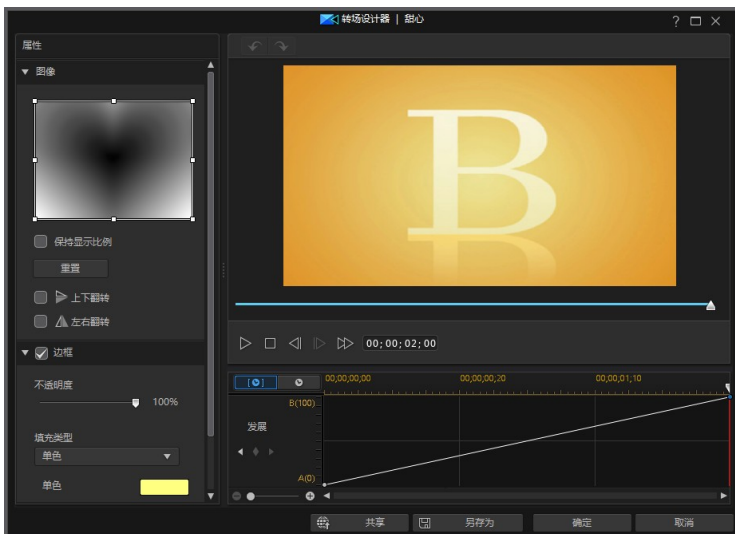 转场设计器 | 甜心
?
属性
图像
保持显示比例
重置
上下翻转
左右翻转
边框
不透明度
100%
填充类型
单色
单色
B
00;00;02;00
00;00;00;00 00;00;00;20 00;00;01;10
B(100)
发展
A(0)
共享 另存为 确定 取消